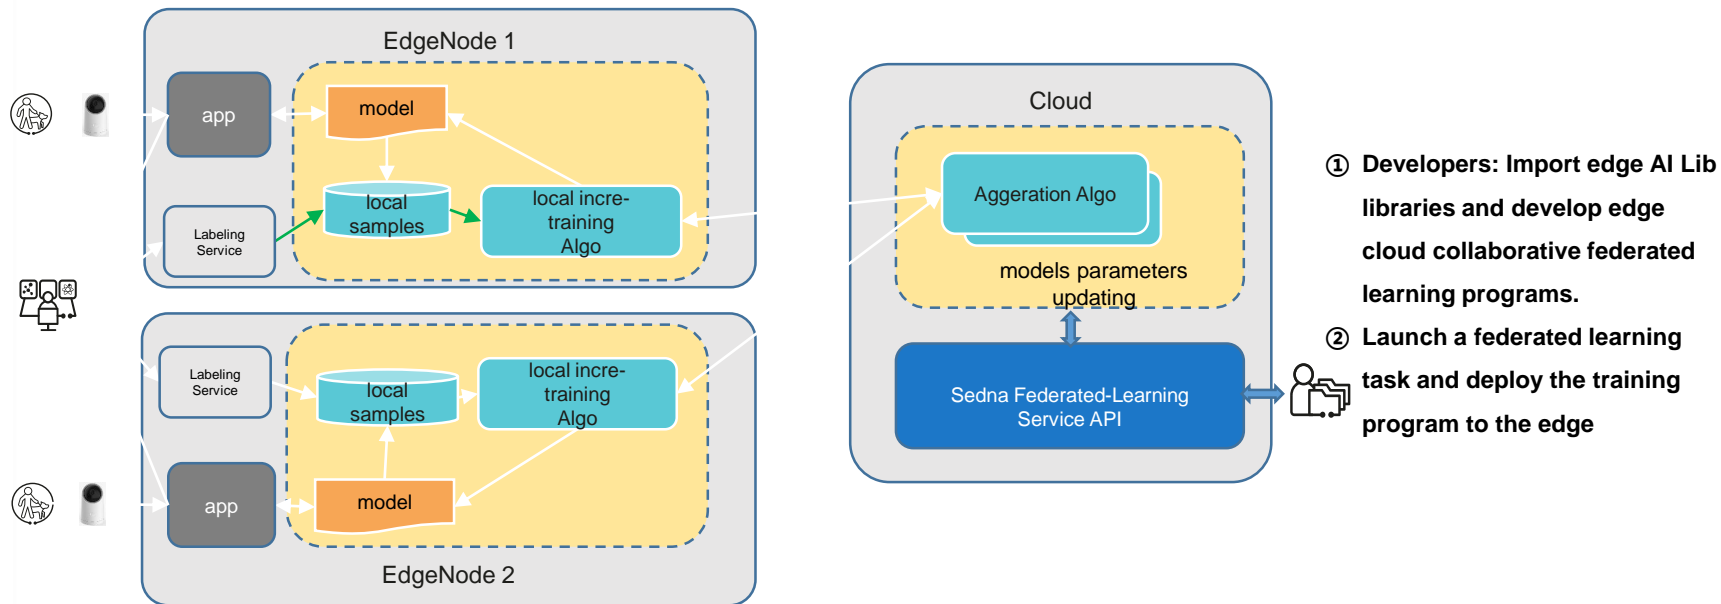 EdgeNode 1
app
model
local
samples
local incre-
training
Algo
Labeling
Service
Labeling
Service
local
samples
local incre-
training
Algo
app
model
EdgeNode 2
Cloud
Aggeration Algo
models parameters
updating
Sedna Federated-Learning
Service API
① Developers: Import edge AI Lib
libraries and develop edge
cloud collaborative federated
learning programs.
② Launch a federated learning
task and deploy the training
program to the edge